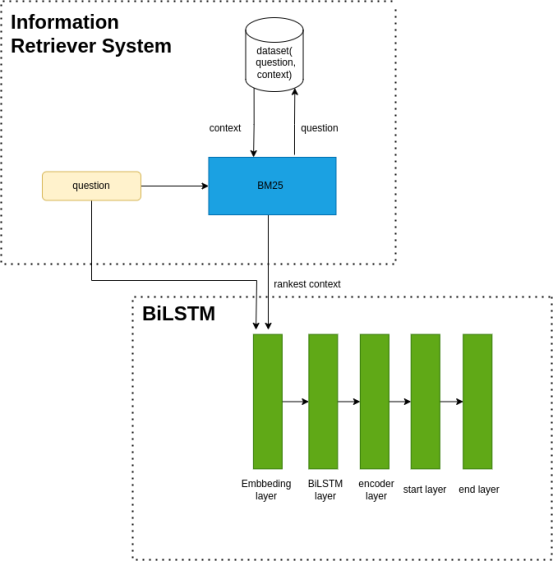 Information
Retriever System
dataset(
question,
context)
context
question
question
BM25
rankest context
BiLSTM
Embbeding
layer
BiLSTM
layer
encoder
layer
start layer
end layer